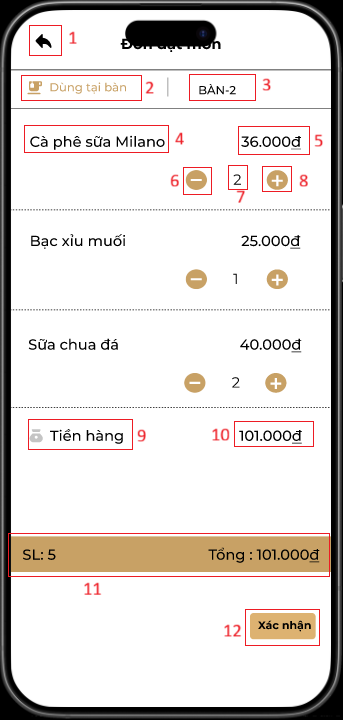 1
Đơn đặt món
Dùng tại bàn 2 BÀN-2 3
Cà phê sữa Milano 4 36.000đ 5
6 2 8
7
Bạc xỉu muối 25.000đ
1
Sữa chua đá 40.000đ
2
Tiền hàng 9 10 101.000đ
SL: 5 Tổng : 101.000đ
11
12 Xác nhận